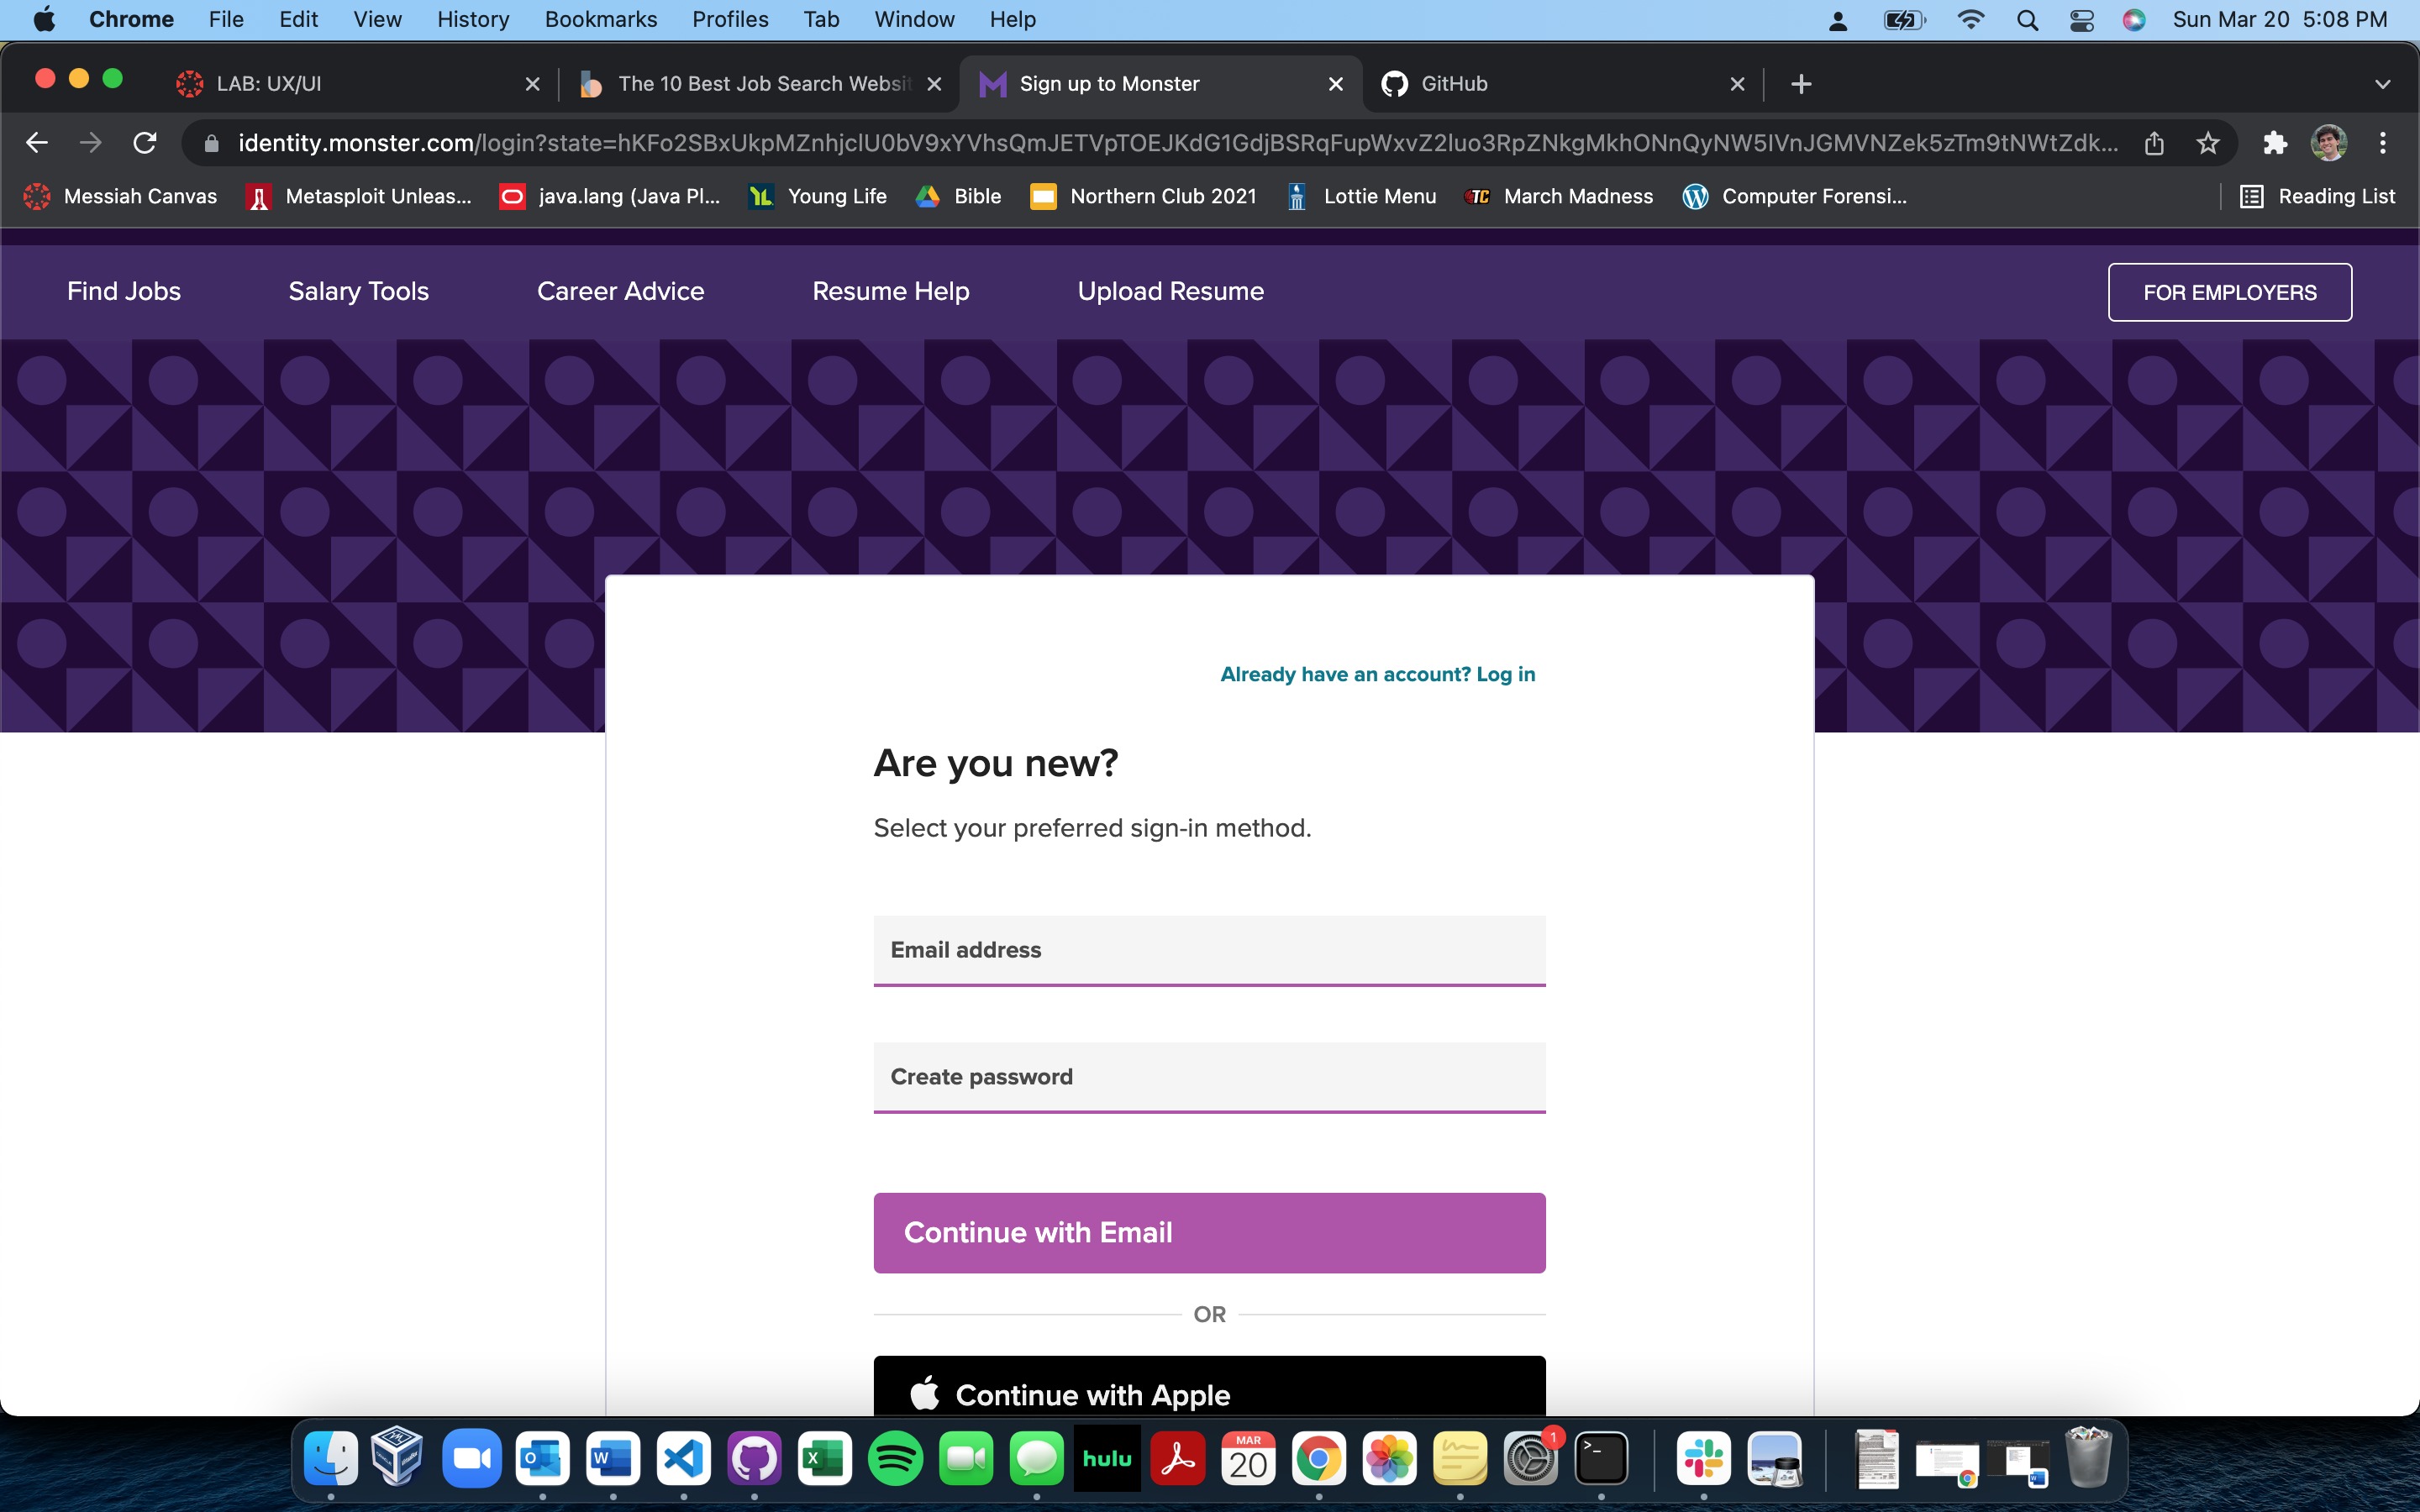 Chrome File Edit View History Bookmarks Profiles Tab Window Help Sun Mar 20 5:08 PM
LAB: UX/UI The 10 Best Job Search Websit Sign up to Monster GitHub
identity.monster.com/login?state=
Messiah Canvas Metasploit Unleas... java.lang (Java Pl... Young Life Bible Northern Club 2021 Lottie Menu March Madness Computer Forensi... Reading List
Find Jobs Salary Tools Career Advice Resume Help Upload Resume FOR EMPLOYERS
Already have an account? Log in
Are you new?
Select your preferred sign-in method.
Email address
Create password
Continue with Email
OR
Continue with Apple
hulu
MAR
20
1